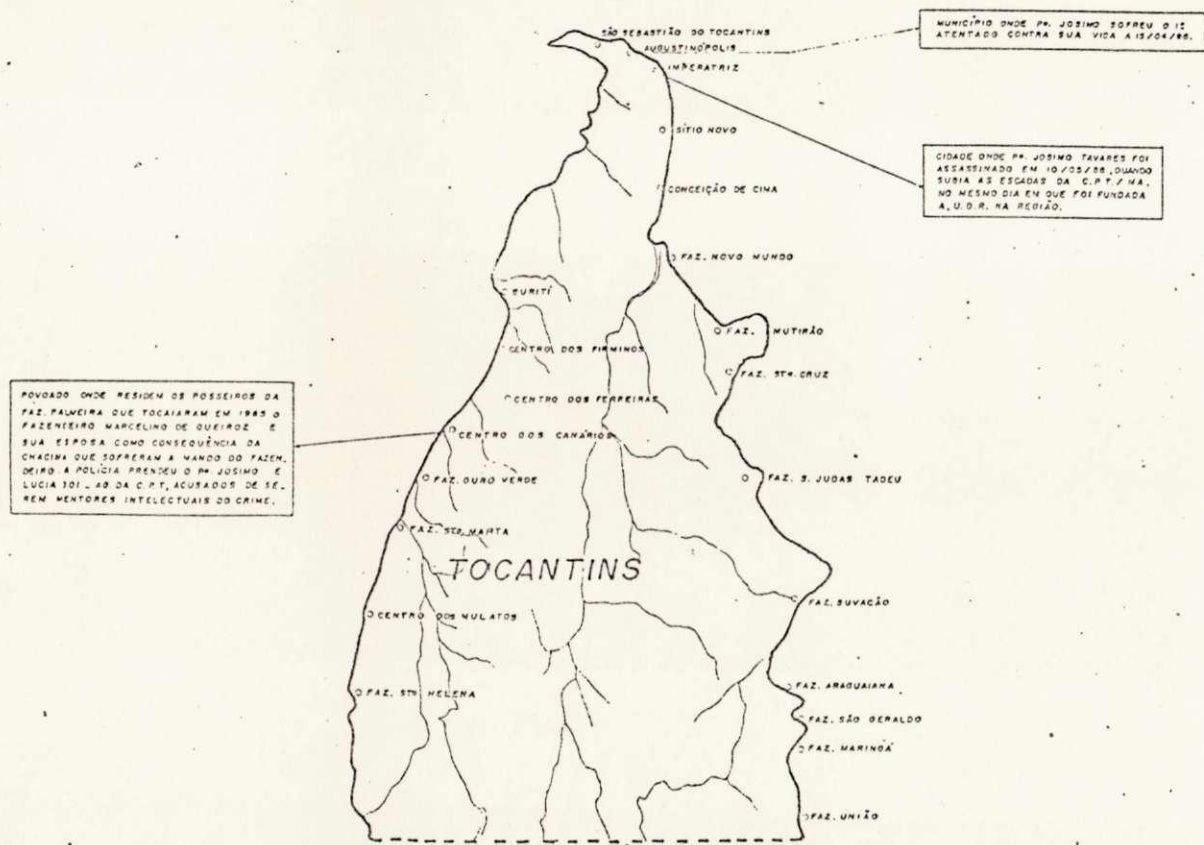 SÃO SEBASTIÃO DO TOCANTINS
AUGUSTINÓPOLIS
IMPERATRIZ
MUNICÍPIO ONDE Pe. JOSIMO SOFREU O 1º
ATENTADO CONTRA SUA VIDA A 15/04/86.
SÍTIO NOVO
CIDADE ONDE Pe. JOSIMO TAVARES FOI
ASSASSINADO EM 10/05/86, QUANDO
SUBIA AS ESCADAS DA C.P.T./MA,
NO MESMO DIA EM QUE FOI FUNDADA
A U.D.R. NA REGIÃO.
CONCEIÇÃO DE CIMA
FAZ. NOVO MUNDO
BURITÍ
FAZ. MUTIRÃO
CENTRO DOS FIRMINOS
FAZ. STA. CRUZ
CENTRO DOS FERREIRAS
POVOADO ONDE RESIDEM OS POSSEIROS DA
FAZ. PALMEIRA QUE TOCAIARAM EM 1985 O
FAZENTEIRO MARCELINO DE QUEIROZ E
SUA ESPOSA COMO CONSEQUÊNCIA DA
CHACINA QUE SOFRERAM A MANDO DO FAZEN_
DEIRO. A POLÍCIA PRENDEU O Pe. JOSIMO E
LUCIA DA C.P.T, ACUSADOS DE SE_
REM MENTORES INTELECTUAIS DO CRIME.
CENTRO DOS CANÁRIOS
FAZ. OURO VERDE
FAZ. S. JUDAS TADEU
FAZ. STA. MARTA
TOCANTINS
FAZ. SUVACÃO
CENTRO DOS MULATOS
FAZ. ARAGUAIANA
FAZ. STA HELENA
FAZ. SÃO GERALDO
FAZ. MARINGÁ
FAZ. UNIÃO